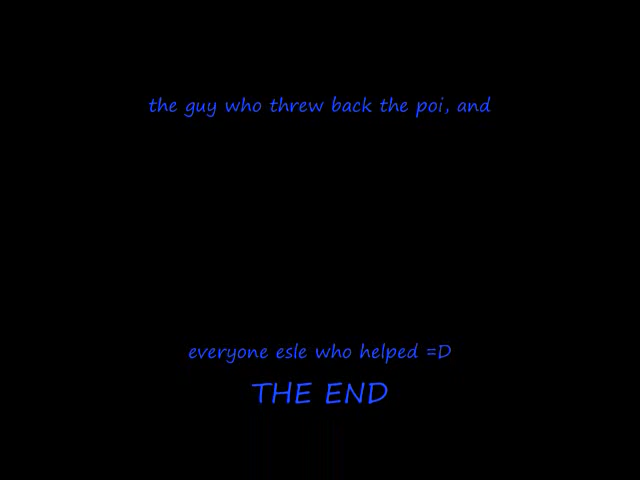 the guy who threw back the poi, and
everyone esle who helped =D
THE END